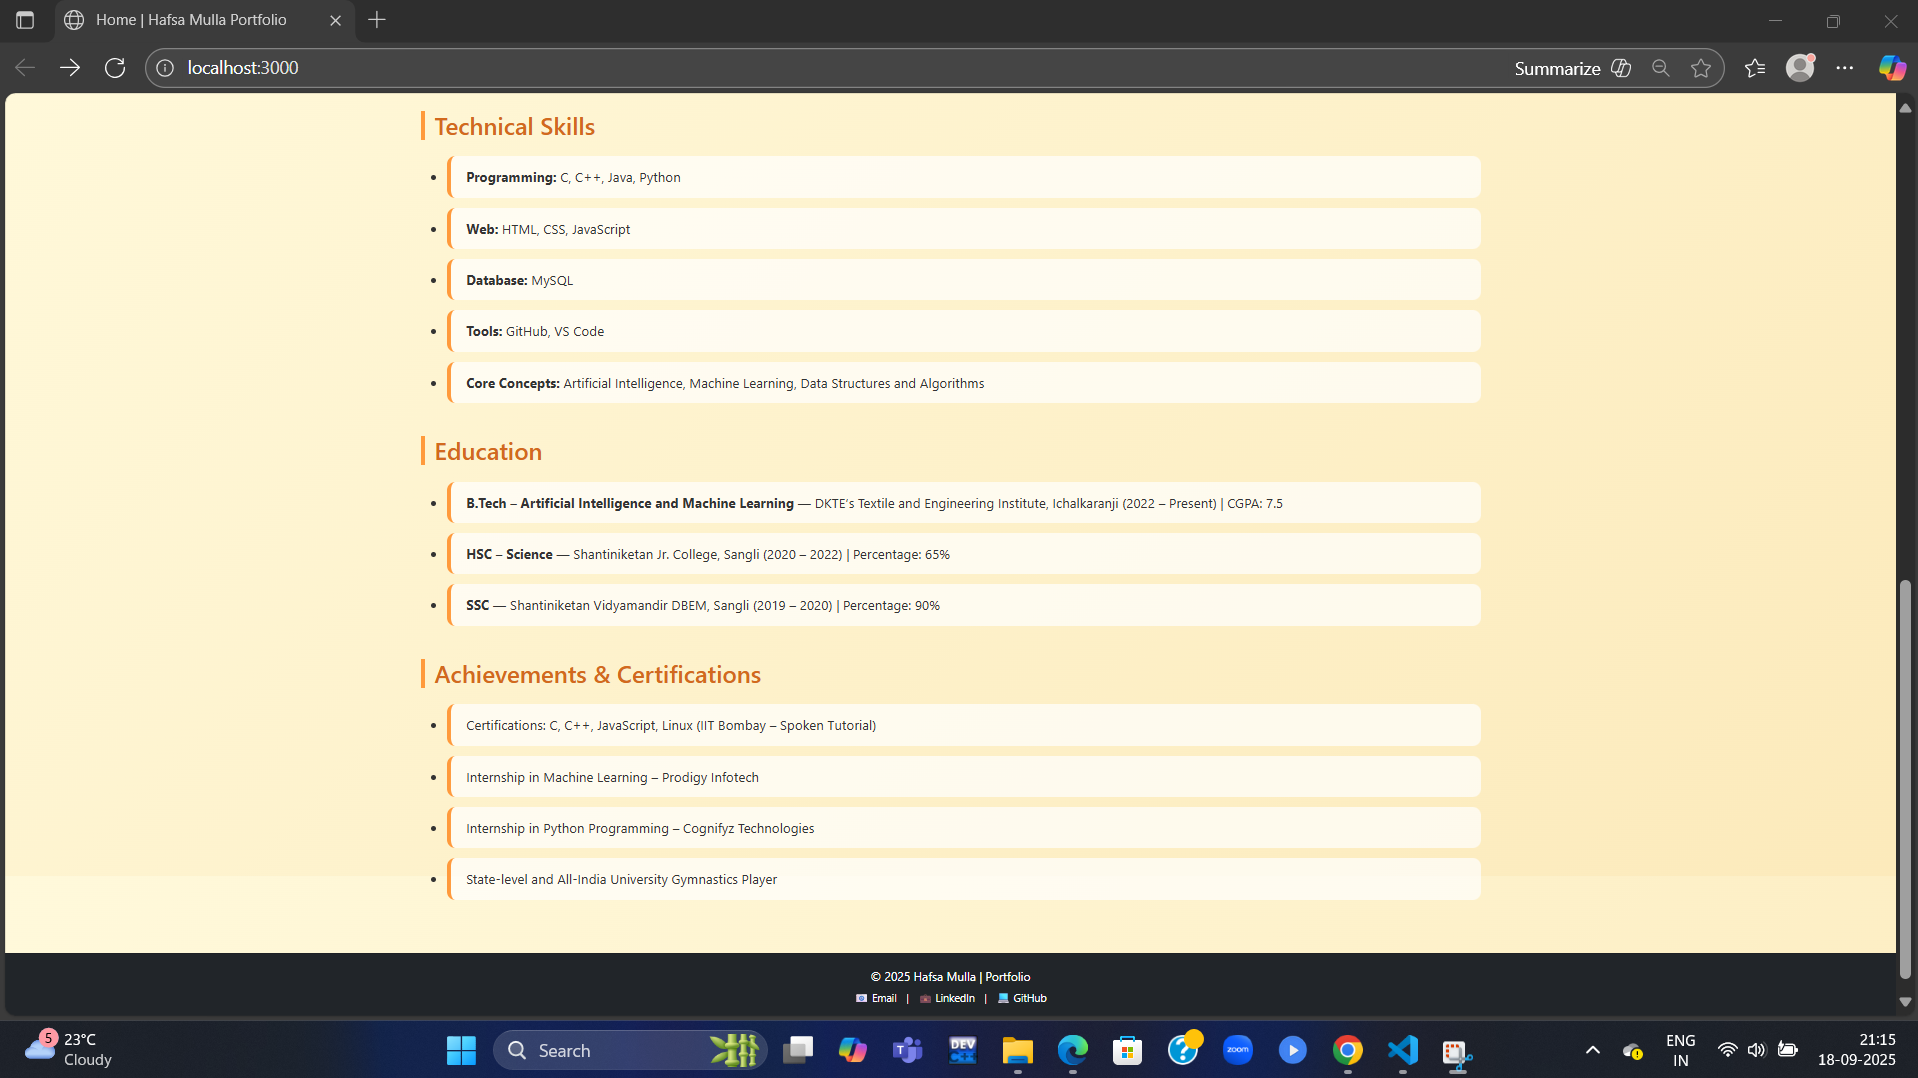 Home | Hafsa Mulla Portfolio
localhost:3000
Summarize
Technical Skills
• Programming: C, C++, Java, Python
• Web: HTML, CSS, JavaScript
• Database: MySQL
• Tools: GitHub, VS Code
• Core Concepts: Artificial Intelligence, Machine Learning, Data Structures and Algorithms
Education
• B.Tech – Artificial Intelligence and Machine Learning — DKTE’s Textile and Engineering Institute, Ichalkaranji (2022 – Present) | CGPA: 7.5
• HSC – Science — Shantiniketan Jr. College, Sangli (2020 – 2022) | Percentage: 65%
• SSC — Shantiniketan Vidyamandir DBEM, Sangli (2019 – 2020) | Percentage: 90%
Achievements & Certifications
• Certifications: C, C++, JavaScript, Linux (IIT Bombay – Spoken Tutorial)
• Internship in Machine Learning – Prodigy Infotech
• Internship in Python Programming – Cognifyz Technologies
• State-level and All-India University Gymnastics Player
© 2025 Hafsa Mulla | Portfolio
Email | LinkedIn | GitHub
5
23°C
Cloudy
Search
T
DEV
C++
?
zoom
ENG
IN
21:15
18-09-2025